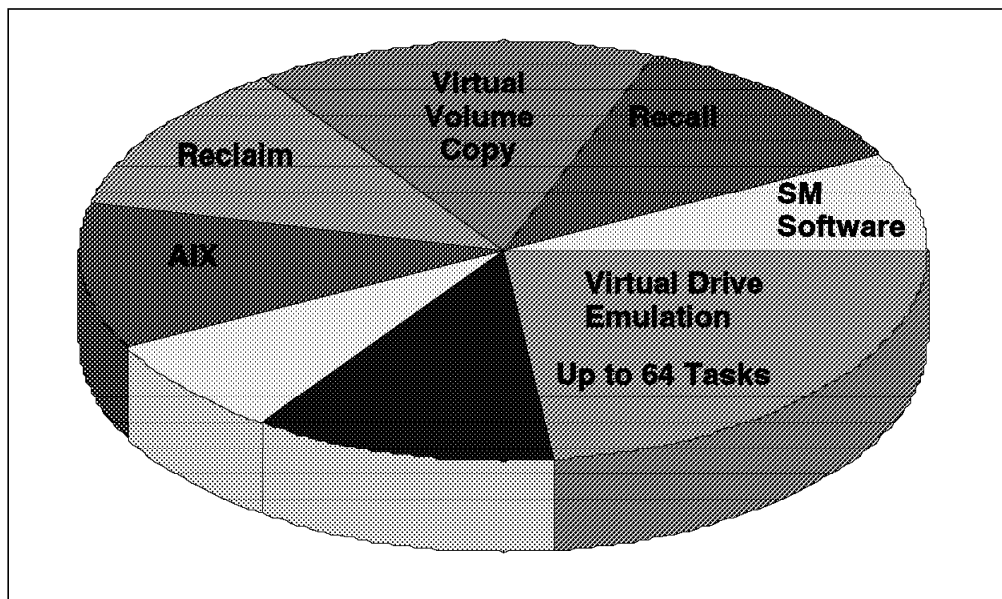 Virtual
Volume
Copy
Recall
Reclaim
SM
Software
AIX
Virtual Drive
Emulation
Up to 64 Tasks